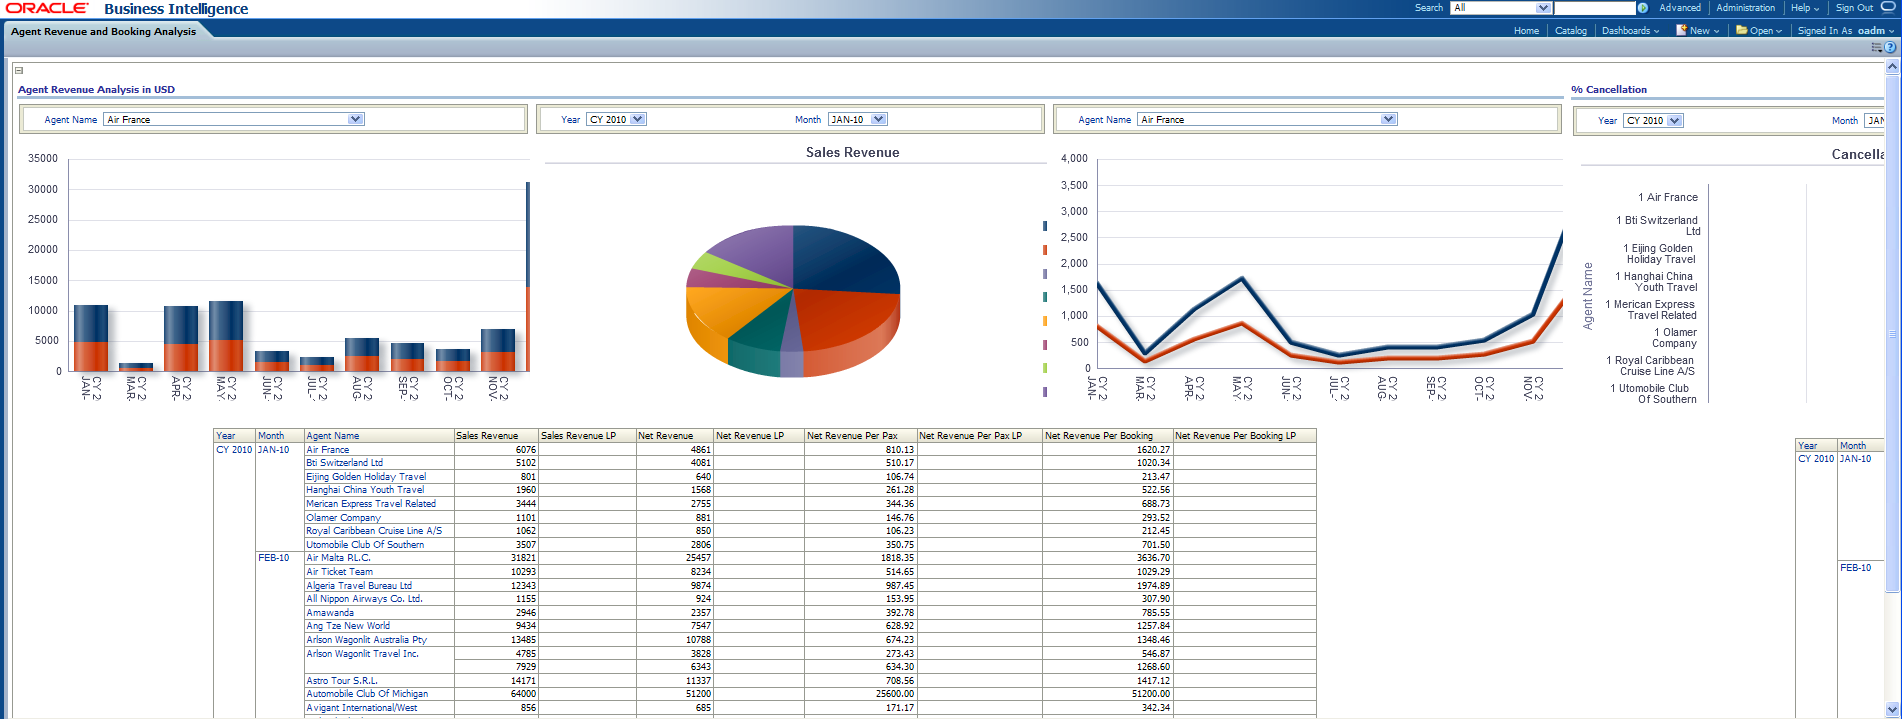 ORACLE Business Intelligence
Search All Advanced Administration Help Sign Out
Agent Revenue and Booking Analysis
Home Catalog Dashboards New Open Signed In As oadm
Agent Revenue Analysis in USD
% Cancellation
Agent Name Air France
Year CY 2010 Month JAN-10
Agent Name Air France
Year CY 2010 Month JAN
35000
30000
25000
20000
15000
10000
5000
0
CY 2 JAN-
CY 2 MAR-
CY 2 APR-
CY 2 MAY.
CY 2 JUN-
CY 2 JUL-.
CY 2 AUG-
CY 2 SEP-
CY 2 OCT-
CY 2 NOV.
Sales Revenue
4,000
3,500
3,000
2,500
2,000
1,500
1,000
500
0
CY 2 JAN-
CY 2 MAR-
CY 2 APR-
CY 2 MAY.
CY 2 JUN-
CY 2 JUL-.
CY 2 AUG-
CY 2 SEP-
CY 2 OCT-
CY 2 NOV.
Cancella
Agent Name
1 Air France
1 Bti Switzerland
Ltd
1 Eijing Golden
Holiday Travel
1 Hanghai China
Youth Travel
1 Merican Express
Travel Related
1 Olamer
Company
1 Royal Caribbean
Cruise Line A/S
1 Utomobile Club
Of Southern
Year Month Agent Name Sales Revenue Sales Revenue LP Net Revenue Net Revenue LP Net Revenue Per Pax Net Revenue Per Pax LP Net Revenue Per Booking Net Revenue Per Booking LP
CY 2010 JAN-10 Air France 6076 4861 810.13 1620.27
Bti Switzerland Ltd 5102 4081 510.17 1020.34
Eijing Golden Holiday Travel 801 640 106.74 213.47
Hanghai China Youth Travel 1960 1568 261.28 522.56
Merican Express Travel Related 3444 2755 344.36 688.73
Olamer Company 1101 881 146.76 293.52
Royal Caribbean Cruise Line A/S 1062 850 106.23 212.45
Utomobile Club Of Southern 3507 2806 350.75 701.50
FEB-10 Air Malta P.L.C. 31821 25457 1818.35 3636.70
Air Ticket Team 10293 8234 514.65 1029.29
Algeria Travel Bureau Ltd 12343 9874 987.45 1974.89
All Nippon Airways Co. Ltd. 1155 924 153.95 307.90
Amawanda 2946 2357 392.78 785.55
Ang Tze New World 9434 7547 628.92 1257.84
Arlson Wagonlit Australia Pty 13485 10788 674.23 1348.46
Arlson Wagonlit Travel Inc. 4785 3828 273.43 546.87
7929 6343 634.30 1268.60
Astro Tour S.R.L. 14171 11337 708.56 1417.12
Automobile Club Of Michigan 64000 51200 25600.00 51200.00
Avigant International/West 856 685 171.17 342.34
Year Month
CY 2010 JAN-10
FEB-10